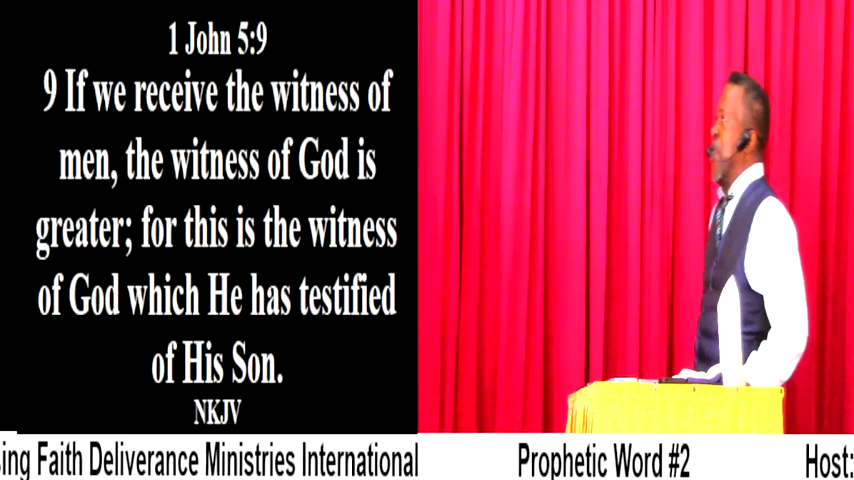 1 John 5:9
9 If we receive the witness of
men, the witness of God is
greater; for this is the witness
of God which He has testified
of His Son.
NKJV
Faith Deliverance Ministries International Prophetic Word #2 Host: